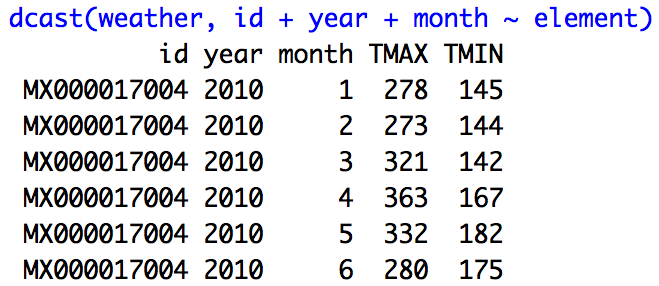 dcast(weather, id + year + month ~ element)
id year month TMAX TMIN
MX000017004 2010 1 278 145
MX000017004 2010 2 273 144
MX000017004 2010 3 321 142
MX000017004 2010 4 363 167
MX000017004 2010 5 332 182
MX000017004 2010 6 280 175